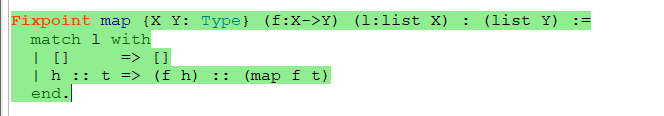 Fixpoint map {X Y: Type} (f:X->Y) (l:list X) : (list Y) :=
  match l with
  | []     => []
  | h :: t => (f h) :: (map f t)
  end.